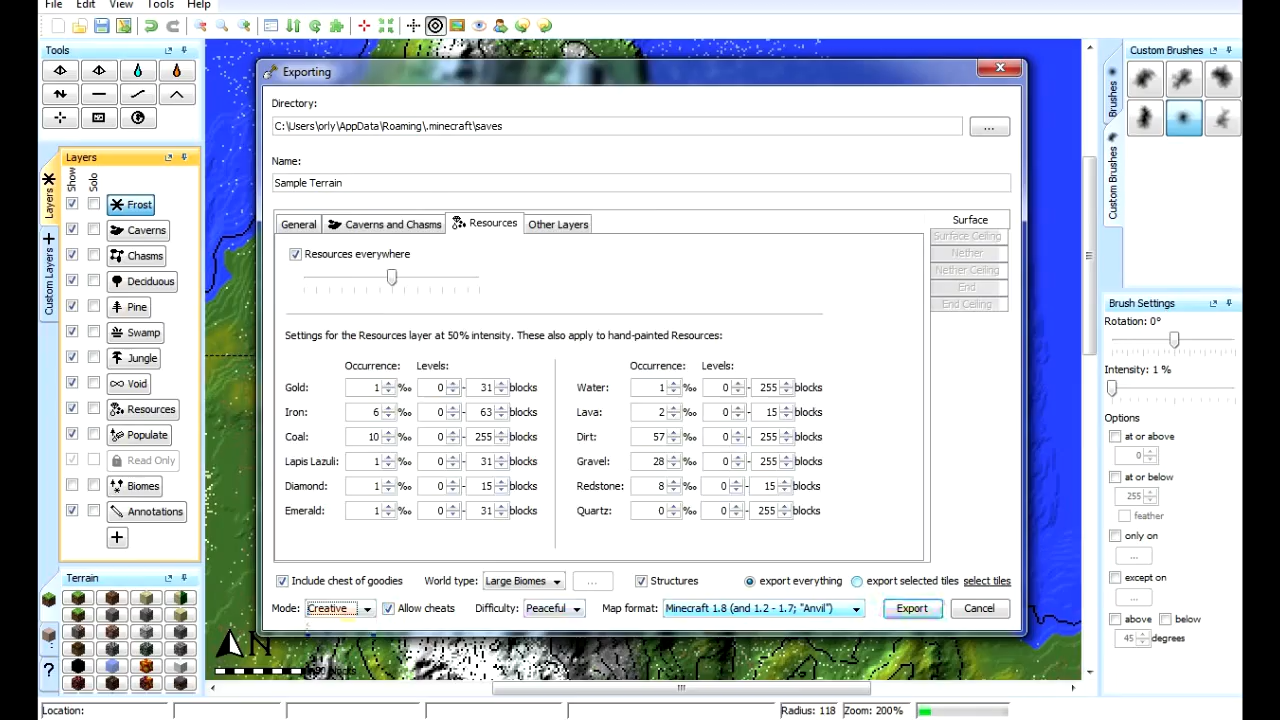 File Edit View Tools Help
Tools
Layers
Show
Solo
Layers
Custom Layers
Frost
Caverns
Chasms
Deciduous
Pine
Swamp
Jungle
Void
Resources
Populate
Read Only
Biomes
Annotations
Terrain
Exporting
Directory:
C:\Users\orly\AppData\Roaming\.minecraft\saves
...
Name:
Sample Terrain
General Caverns and Chasms Resources Other Layers
Resources everywhere
Settings for the Resources layer at 50% intensity. These also apply to hand-painted Resources:
Occurrence: Levels: Occurrence: Levels:
Gold: 1 ‰ 0 - 31 blocks Water: 1 ‰ 0 - 255 blocks
Iron: 6 ‰ 0 - 63 blocks Lava: 2 ‰ 0 - 15 blocks
Coal: 10 ‰ 0 - 255 blocks Dirt: 57 ‰ 0 - 255 blocks
Lapis Lazuli: 1 ‰ 0 - 31 blocks Gravel: 28 ‰ 0 - 255 blocks
Diamond: 1 ‰ 0 - 15 blocks Redstone: 8 ‰ 0 - 15 blocks
Emerald: 1 ‰ 0 - 31 blocks Quartz: 0 ‰ 0 - 255 blocks
Surface
Surface Ceiling
Nether
Nether Ceiling
End
End Ceiling
Include chest of goodies World type: Large Biomes ... Structures export everything export selected tiles select tiles
Mode: Creative Allow cheats Difficulty: Peaceful Map format: Minecraft 1.8 (and 1.2 - 1.7; "Anvil") Export Cancel
N
Custom Brushes
Brushes
Custom Brushes
Brush Settings
Rotation: 0°
Intensity: 1 %
Options
at or above
0
at or below
255
feather
only on
...
except on
...
above below
45 degrees
Location: Radius: 118 Zoom: 200%